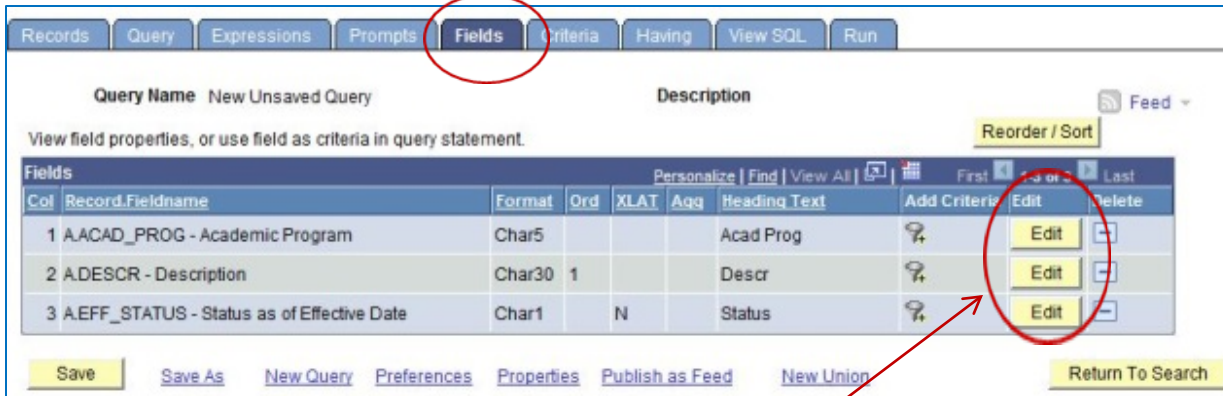 Records Query Expressions Prompts Fields Criteria Having View SQL Run
Query Name New Unsaved Query Description Feed
View field properties, or use field as criteria in query statement. Reorder / Sort
Fields Personalize | Find | View All | | First 1-3 of 3 Last
Col Record.Fieldname Format Ord XLAT Agg Heading Text Add Criteria Edit Delete
1 A.ACAD_PROG - Academic Program Char5 Acad Prog Edit
2 A.DESCR - Description Char30 1 Descr Edit
3 A.EFF_STATUS - Status as of Effective Date Char1 N Status Edit
Save Save As New Query Preferences Properties Publish as Feed New Union Return To Search